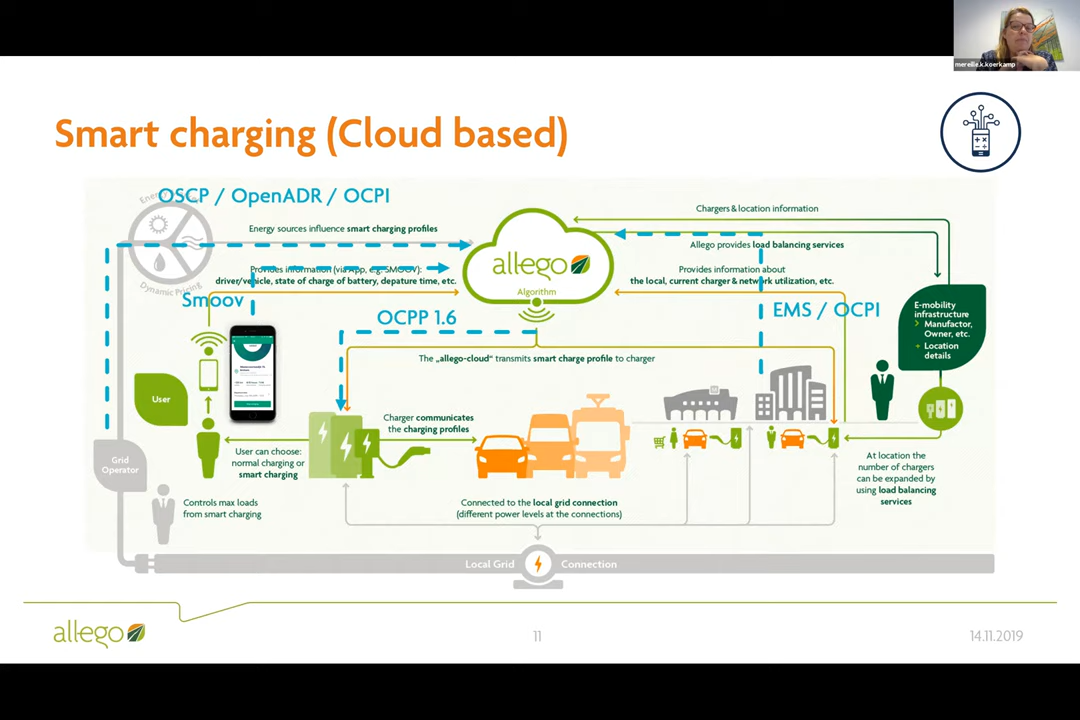 mereille.k.koerkamp
Smart charging (Cloud based)
Energy
OSCP / OpenADR / OCPI
Dynamic Pricing
Energy sources influence smart charging profiles
Provides information (via App, e.g. SMOOV):
driver/vehicle, state of charge of battery, depature time, etc.
Smoov
allego
Algorithm
OCPP 1.6
Chargers & location information
Allego provides load balancing services
Provides information about
the local, current charger & network utilization, etc.
EMS / OCPI
E-mobility
infrastructure
Manufactor,
Owner, etc.
+ Location
details
The „allego-cloud“ transmits smart charge profile to charger
User
Charger communicates
the charging profiles
User can choose:
normal charging or
smart charging
Grid
Operator
Controls max loads
from smart charging
Connected to the local grid connection
(different power levels at the connections)
At location the
number of chargers
can be expanded by
using load balancing
services
Local Grid Connection
allego
11
14.11.2019